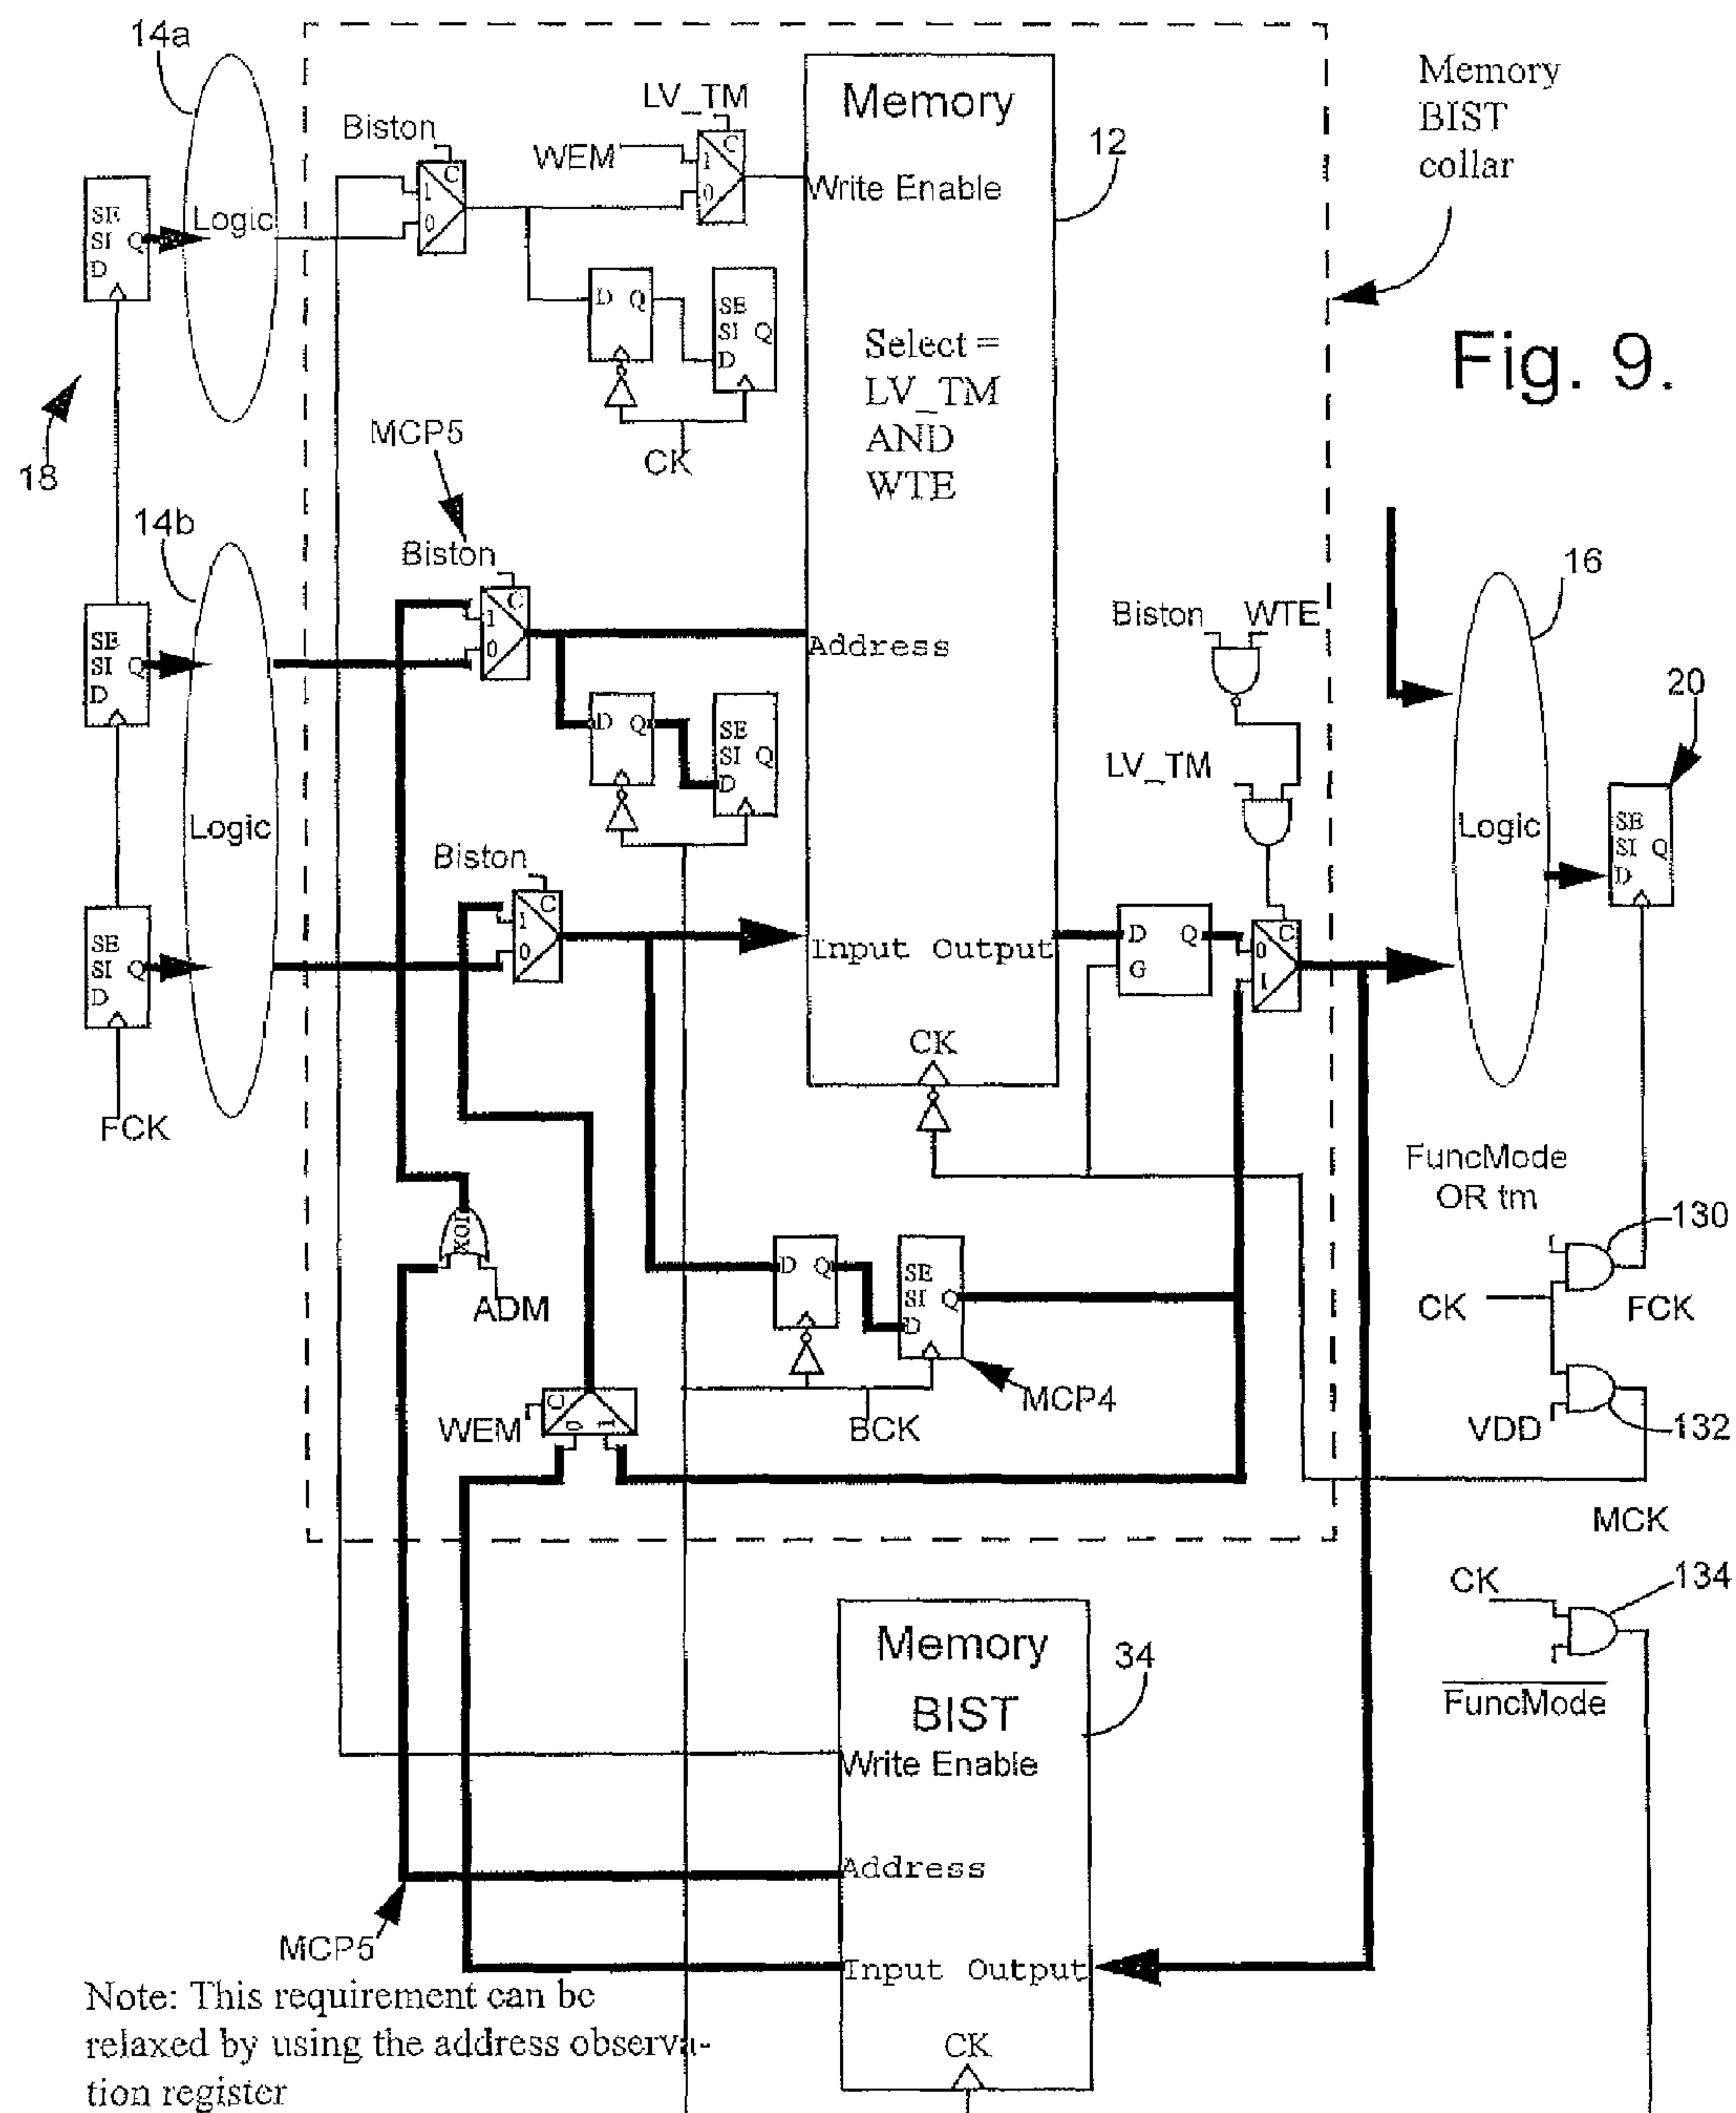 14a
LV_TM
Memory
Memory
BIST
collar
Biston
C
WEM
1
C
12
1
0
Write Enable
SE
SI Q
D
Logic
0
D Q
SE
SI Q
D
Select =
LV_TM
AND
WTE
Fig. 9.
18
MCP5
CK
14b
Biston
C
1
0
16
Biston WTE
SE
SI Q
D
Address
20
D Q
SE
SI Q
D
LV_TM
Logic
Biston
C
1
0
Logic
SE
SI Q
D
SE
SI Q
D
Input Output
D Q
G
C
0
1
CK
FCK
FuncMode
OR tm
130
XOR
ADM
D Q
SE
SI Q
D
CK
FCK
WEM
C
0
1
MCP4
BCK
VDD
132
MCK
CK
134
Memory
BIST
34
FuncMode
Write Enable
Address
MCP5
Input Output
Note: This requirement can be
relaxed by using the address observa-
tion register
CK